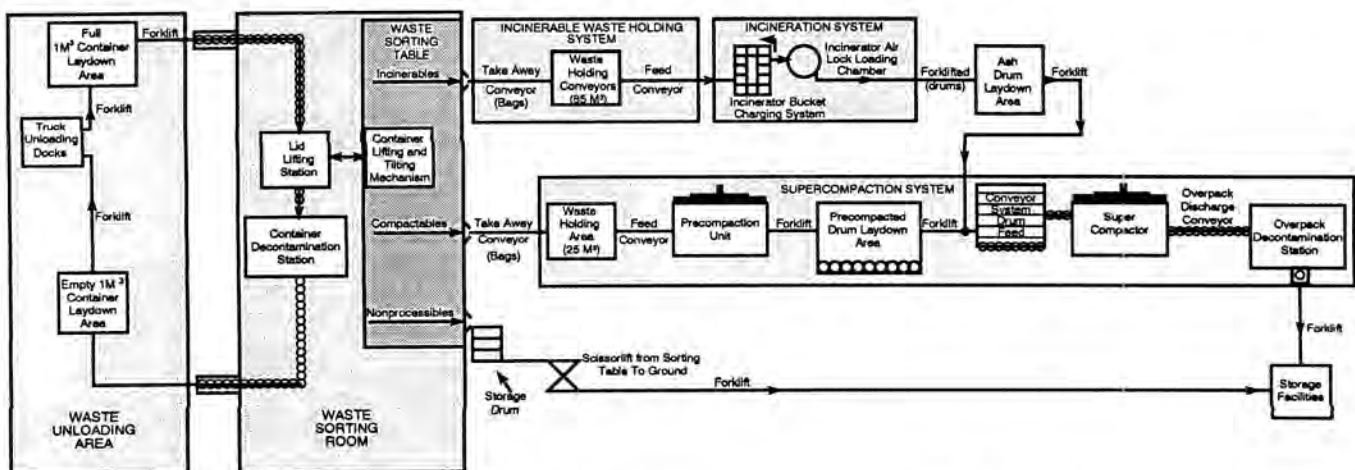 Full
1M³ Container
Laydown
Area
Forklift
Forklift
Truck
Unloading
Docks
Forklift
Empty 1M³
Container
Laydown
Area
WASTE
UNLOADING
AREA
Lid
Lifting
Station
Container
Decontamination
Station
WASTE
SORTING
ROOM
WASTE
SORTING
TABLE
Incinerables
Container
Lifting and
Tilting
Mechanism
Compactables
Nonprocessibles
INCINERABLE WASTE HOLDING
SYSTEM
Take Away
Conveyor
(Bags)
Waste
Holding
Conveyors
(85 M³)
Feed
Conveyor
INCINERATION SYSTEM
Incinerator Air
Lock Loading
Chamber
Incinerator Bucket
Charging System
Forklifted
(drums)
Ash
Drum
Laydown
Area
Forklift
SUPERCOMPACTION SYSTEM
Take Away
Conveyor
(Bags)
Waste
Holding
Area
(25 M³)
Feed
Conveyor
Precompaction
Unit
Forklift
Precompacted
Drum Laydown
Area
Forklift
Conveyor
System
Drum
Feed
Super
Compactor
Overpack
Discharge
Conveyor
Overpack
Decontamination
Station
Forklift
Storage
Drum
Scissorlift from Sorting
Table To Ground
Forklift
Storage
Facilities